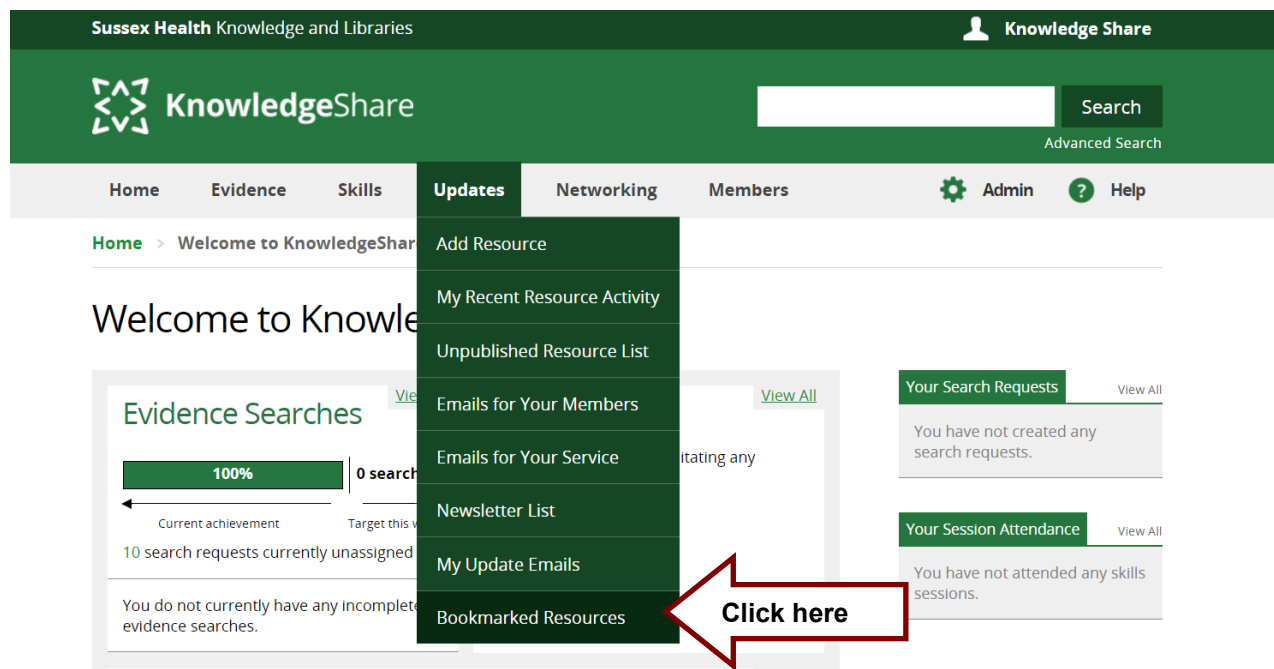 Sussex Health Knowledge and Libraries
Knowledge Share
KnowledgeShare
Search
Advanced Search
Home Evidence Skills Updates Networking Members Admin ? Help
Home > Welcome to KnowledgeShar
Add Resource
My Recent Resource Activity
Unpublished Resource List
Emails for Your Members
Emails for Your Service
Newsletter List
My Update Emails
Bookmarked Resources
Click here
Welcome to Knowle
Evidence Searches
100%
0 search
Current achievement
Target this
10 search requests currently unassigned
You do not currently have any incomplete
evidence searches.
View All
itating any
Your Search Requests View All
You have not created any
search requests.
Your Session Attendance View All
You have not attended any skills
sessions.